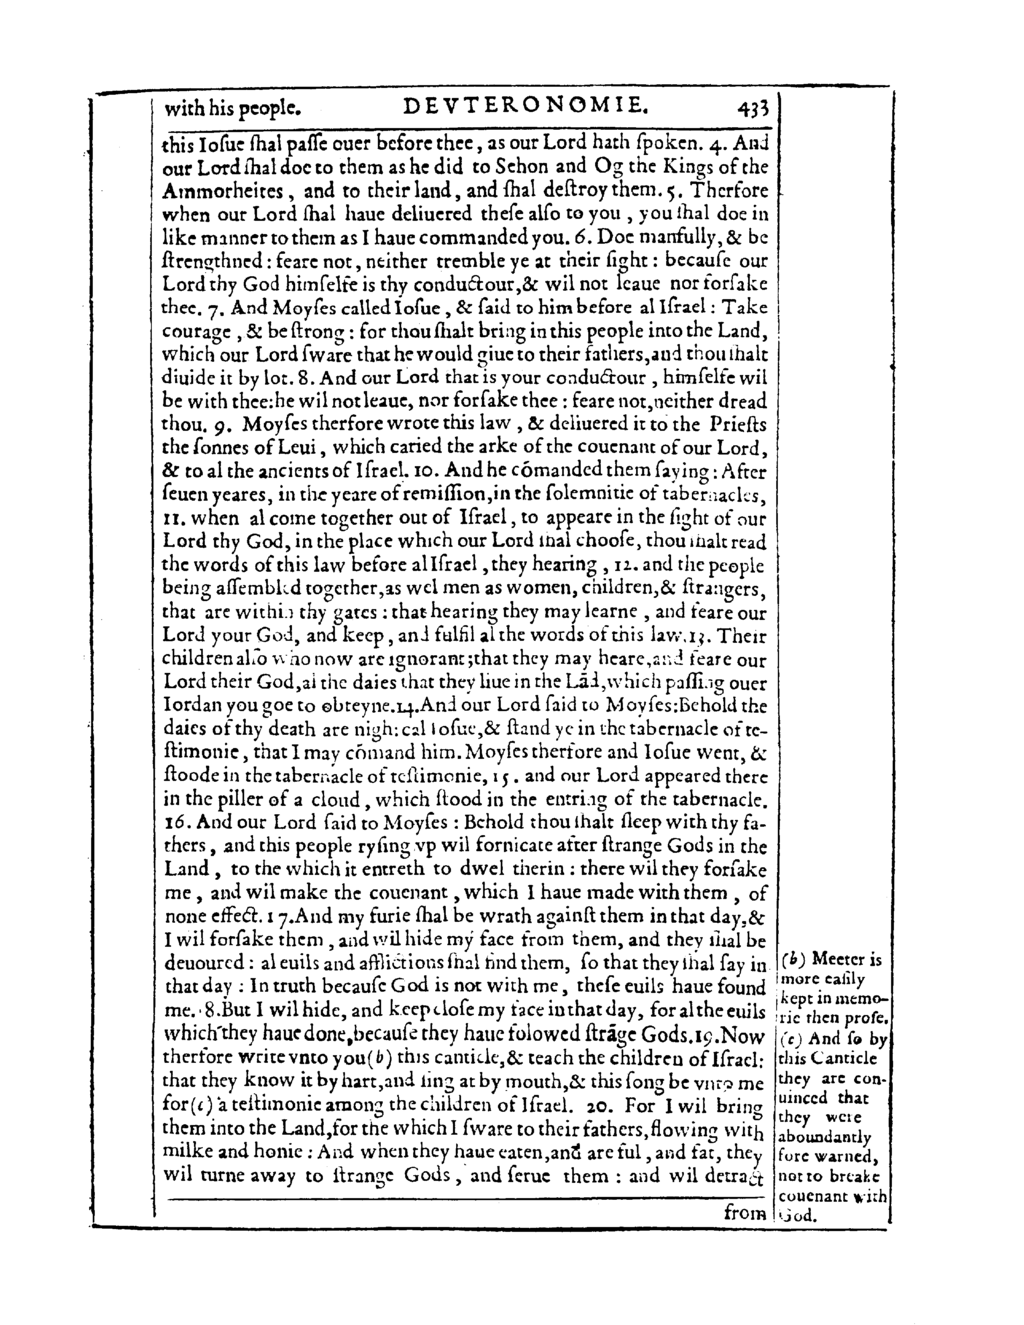 with his people. DEVTERONOMIE. 433
this Iosue ſhal paſſe ouer before thee, as our Lord hath ſpoken. 4. And
our Lord ſhal doe to them as he did to Sehon and Og the Kings of the
Ammorheites, and to their land, and ſhal deſtroy them. 5. Therfore
when our Lord ſhal haue deliuered theſe alſo to you, you ſhal doe in
like manner to them as I haue commanded you. 6. Doe manfully, & be
ſtrengthned: feare not, neither tremble ye at their ſight: becauſe our
Lord thy God himſelfe is thy conductour, & wil not leaue nor forſake
thee. 7. And Moyſes called Ioſue, & ſaid to him before al Iſrael: Take
courage, & be ſtrong: for thou ſhalt bring in this people into the Land,
which our Lord ſware that he would giue to their fathers, and thou ſhalt
diuide it by lot. 8. And our Lord that is your conductour, himſelfe wil
be with thee: he wil not leaue, nor forſake thee: feare not, neither dread
thou. 9. Moyſes therfore wrote this law, & deliuered it to the Prieſts
the ſonnes of Leui, which caried the arke of the couenant of our Lord,
& to al the ancients of Iſrael. 10. And he cõmanded them ſaying: After
ſeuen yeares, in the yeare of remiſſion, in the ſolemnitie of tabernacles,
11. when al come together out of Iſrael, to appeare in the ſight of our
Lord thy God, in the place which our Lord ſhal chooſe, thou ſhalt read
the words of this law before al Iſrael, they hearing, 12. and the people
being aſſembled together, as wel men as women, children, & ſtrangers,
that are within thy gates: that hearing they may learne, and feare our
Lord your God, and keep, and fulfil al the words of this law. 13. Their
children alſo who now are ignorant; that they may heare, and feare our
Lord their God, al the daies that they liue in the Lãd, which paſſing ouer
Iordan you goe to obteyne. 14. And our Lord ſaid to Moyſes: Behold the
daies of thy death are nigh: cal Ioſue, & ſtand ye in the tabernacle of te-
ſtimonie, that I may cõmand him. Moyſes therfore and Ioſue went, &
ſtoode in the tabernacle of teſtimonie, 15. and our Lord appeared there
in the piller of a cloud, which ſtood in the entring of the tabernacle.
16. And our Lord ſaid to Moyſes: Behold thou ſhalt ſleep with thy fa-
thers, and this people ryſing vp wil fornicate after ſtrange Gods in the
Land, to the which it entreth to dwel therin: there wil they forſake
me, and wil make the couenant, which I haue made with them, of
none effect. 17. And my furie ſhal be wrath againſt them in that day, &
I wil forſake them, and wil hide my face from them, and they ſhal be
deuoured: al euils and afflictions ſhal find them, ſo that they ſhal ſay in
that day: In truth becauſe God is not with me, theſe euils haue found
me. 18. But I wil hide, and keep cloſe my face in that day, for al the euils
which they haue done, becauſe they haue folowed ſtrãge Gods. 19. Now
therfore write vnto you (b) this canticle, & teach the children of Iſrael:
that they know it by hart, and ſing at by mouth, & this ſong be vnto me
for (c) a teſtimonie among the children of Iſrael. 20. For I wil bring
them into the Land, for the which I ſware to their fathers, flowing with
milke and honie: And when they haue eaten, and are ful, and fat, they
wil turne away to ſtrange Gods, and ſerue them: and wil detract
from
(b) Meeter is
more eaſily
kept in memo-
rie then proſe.
(c) And ſo by
this Canticle
they are con-
uinced that
they were
aboundantly
fore warned,
not to breake
couenant with
God.